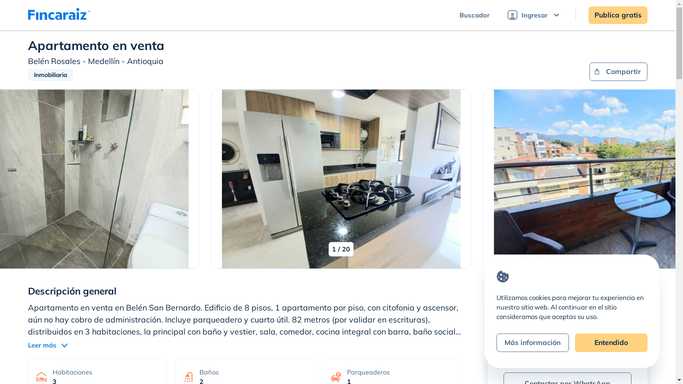 Fincaraiz
Buscador
Ingresar
Publica gratis
Apartamento en venta
Belén Rosales - Medellín - Antioquia
Inmobiliaria
Compartir
1 / 20
Descripción general
Apartamento en venta en Belén San Bernardo. Edificio de 8 pisos, 1 apartamento por piso, con citofonia y ascensor,
aún no hay cobro de administración. Incluye parqueadero y cuarto útil. 82 metros (por validar en escrituras).
distribuidos en 3 habitaciones, la principal con baño y vestier, sala, comedor, cocina integral con barra, baño social...
Leer más
Habitaciones
3
Baños
2
Parqueaderos
1
Utilizamos cookies para mejorar tu experiencia en
nuestro sitio web. Al continuar en el sitio
consideramos que aceptas su uso.
Más información
Entendido
Contactar por WhatsApp